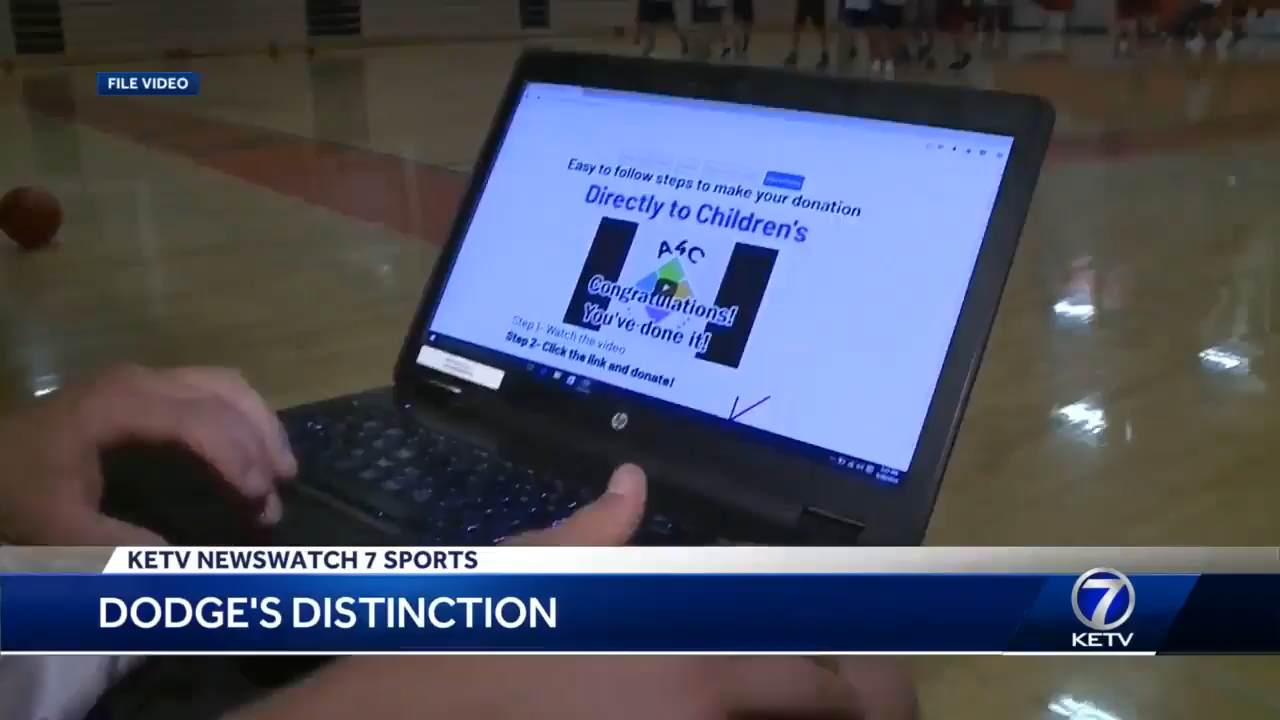 FILE VIDEO
Easy to follow steps to make your donation
Directly to Children's
A4C
Congratulations!
You've done it!
Step 1- Watch the video
Step 2- Click the link and donate!
hp
KETV NEWSWATCH 7 SPORTS
DODGE'S DISTINCTION
7
KETV